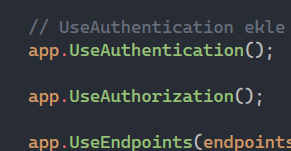 // UseAuthentication ekle
app.UseAuthentication();
app.UseAuthorization();
app.UseEndpoints(endpoints